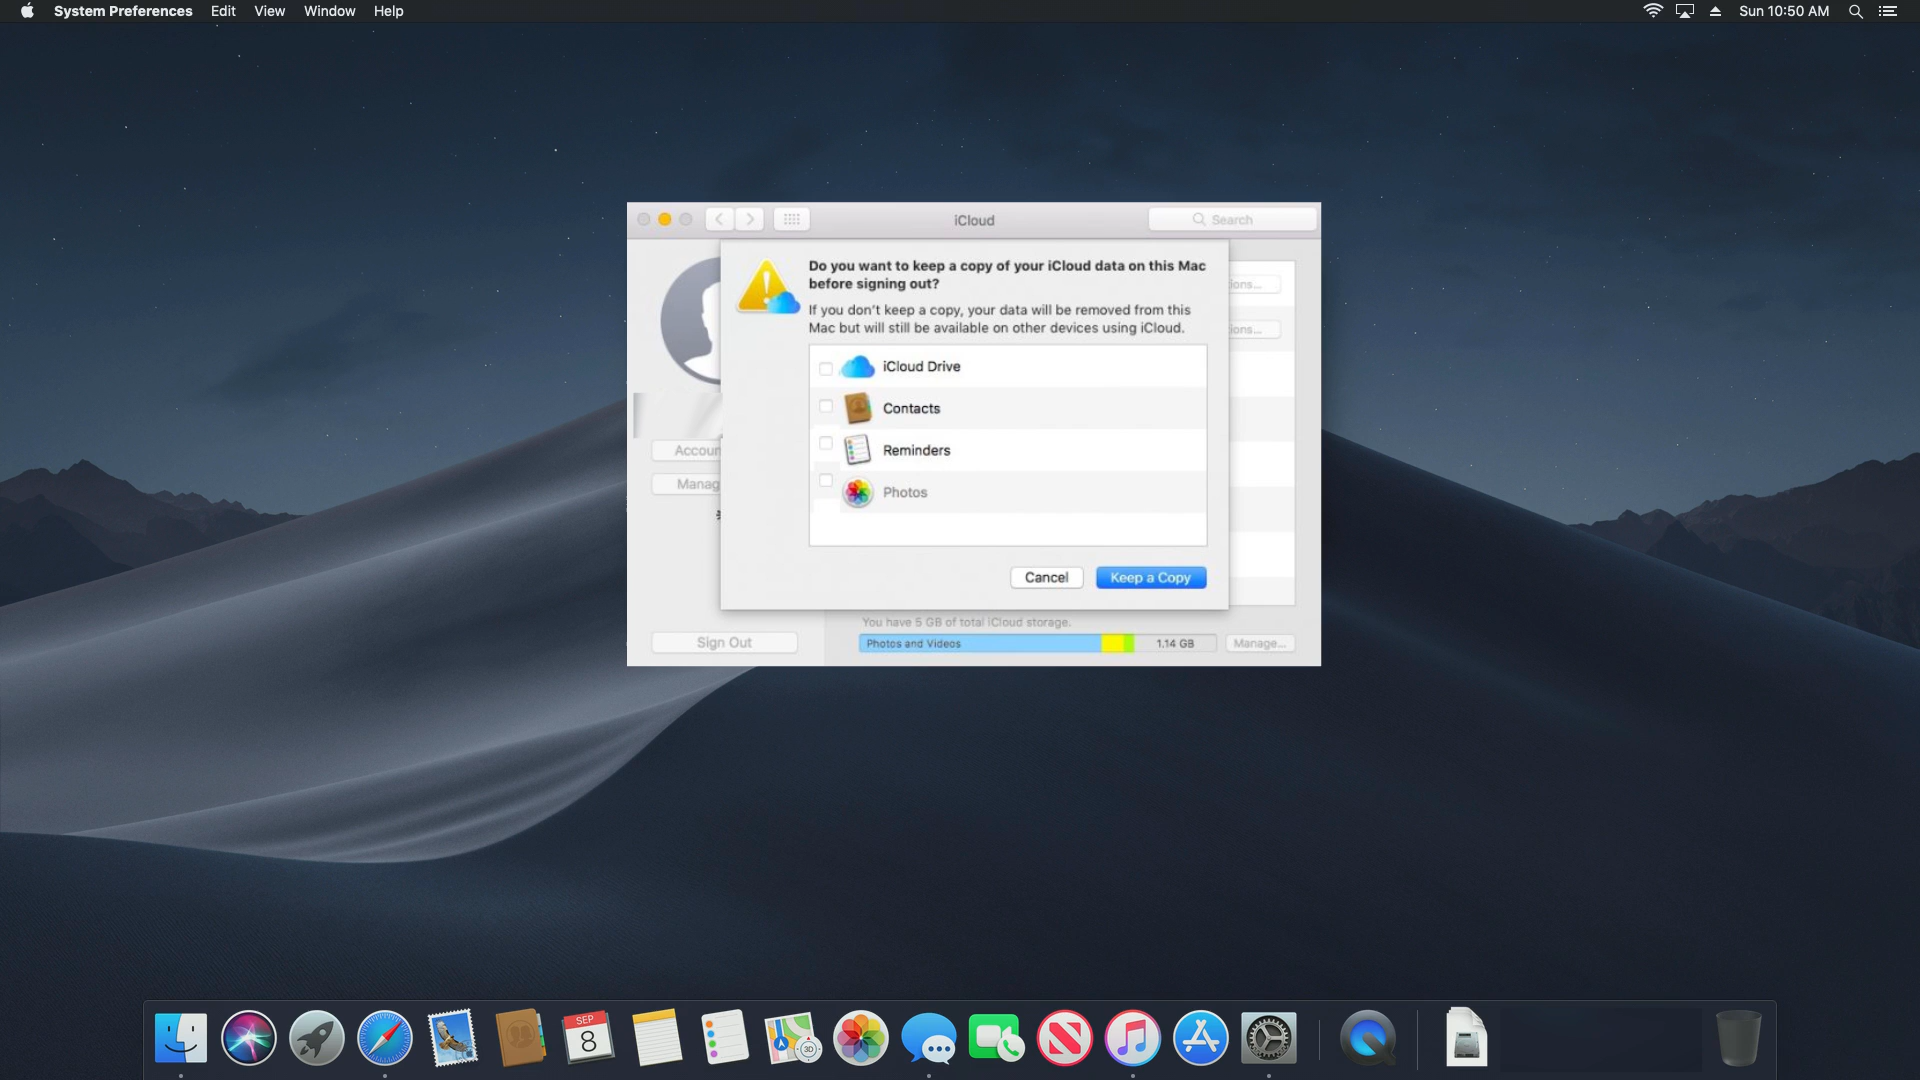 System Preferences Edit View Window Help
Sun 10:50 AM
iCloud
Search
Do you want to keep a copy of your iCloud data on this Mac
before signing out?
If you don't keep a copy, your data will be removed from this
Mac but will still be available on other devices using iCloud.
iCloud Drive
Contacts
Reminders
Photos
Cancel
Keep a Copy
Sign Out
You have 5 GB of total iCloud storage.
Photos and Videos
1.14 GB
Manage...
SEP
8
3D